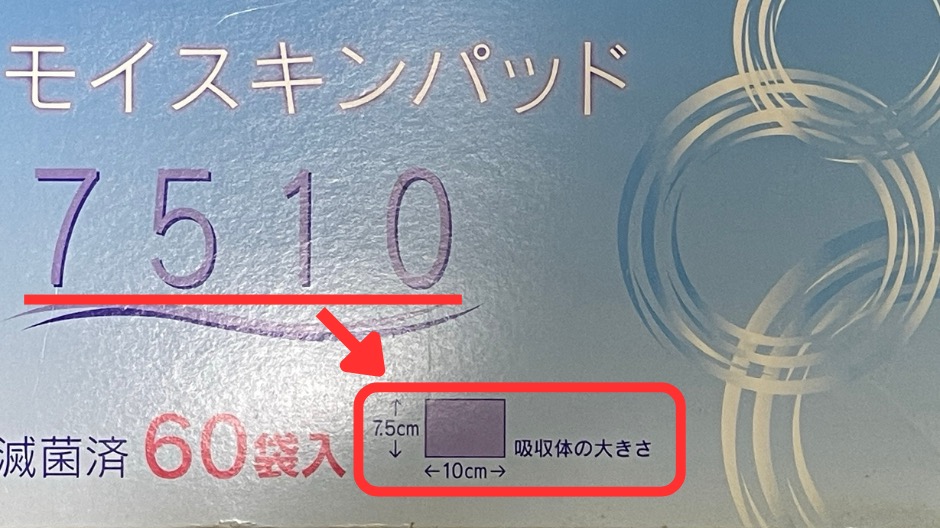 モイスキンパッド
7510
滅菌済 60袋入
↑
7.5cm
↓
←10cm→
吸収体の大きさ